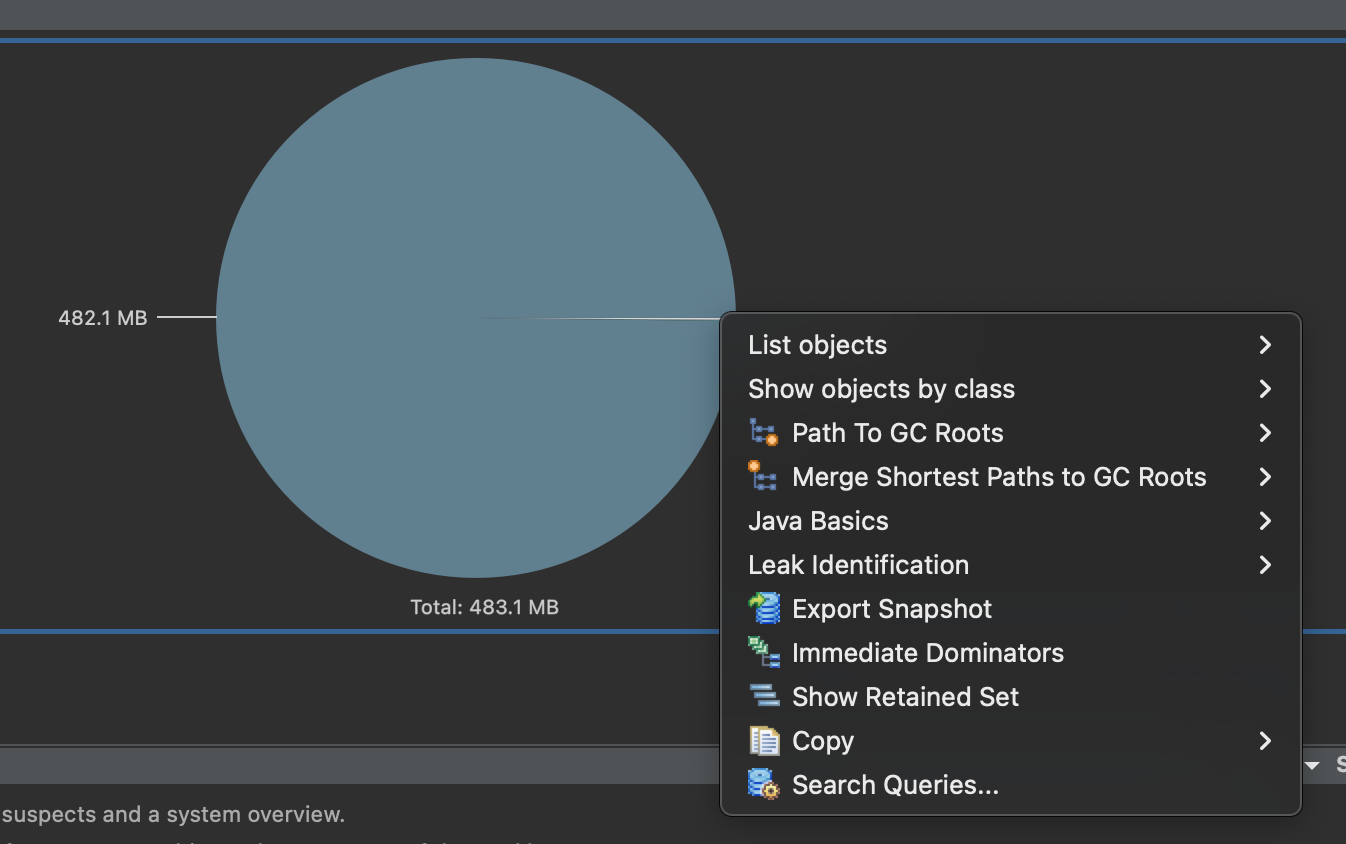 482.1 MB
Total: 483.1 MB
List objects
Show objects by class
Path To GC Roots
Merge Shortest Paths to GC Roots
Java Basics
Leak Identification
Export Snapshot
Immediate Dominators
Show Retained Set
Copy
Search Queries...
suspects and a system overview.